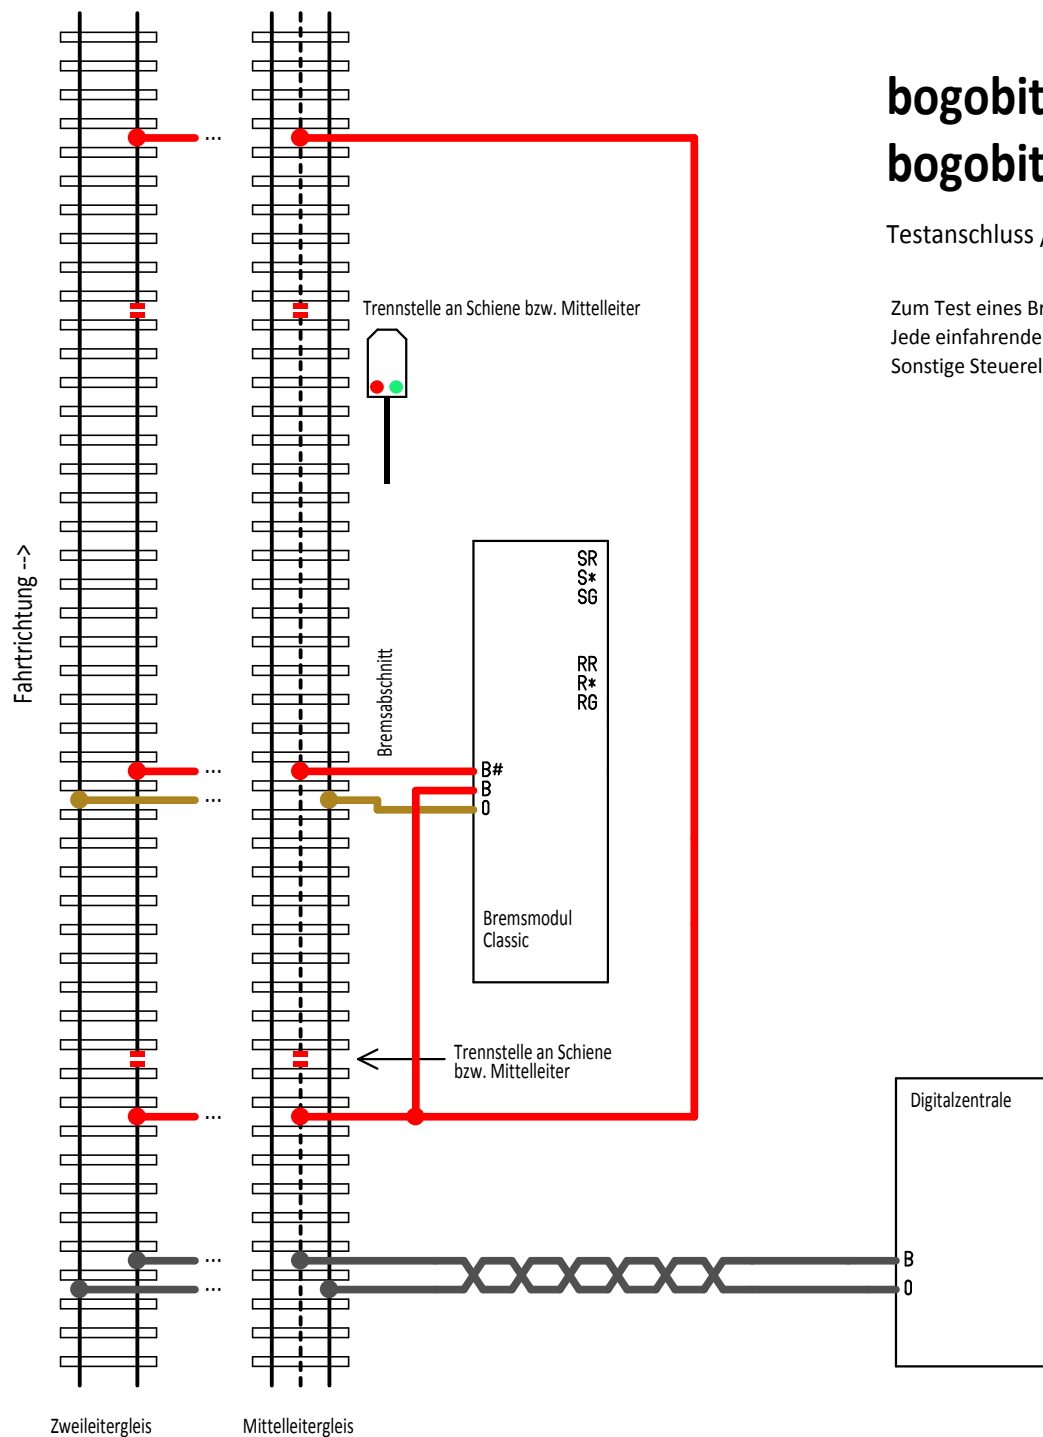 bogobit
bogobit
Testanschluss /
Zum Test eines Br
Jede einfahrende
Sonstige Steuerel
...
Trennstelle an Schiene bzw. Mittelleiter
Fahrtrichtung -->
SR
S*
SG
RR
R*
RG
Bremsabschnitt
...
B#
B
...
0
Bremsmodul
Classic
Trennstelle an Schiene
bzw. Mittelleiter
...
Digitalzentrale
...
B
...
0
Zweileitergleis
Mittelleitergleis